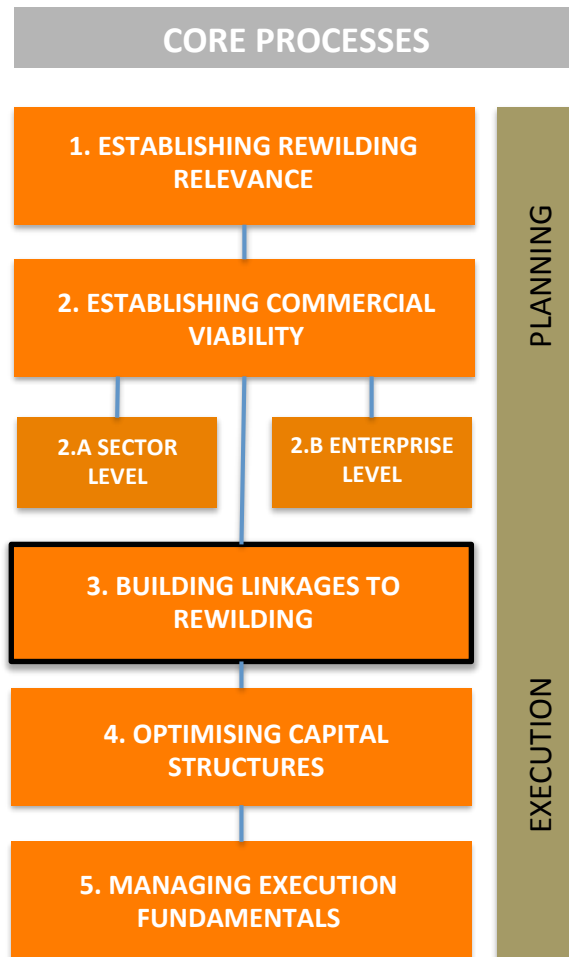 CORE PROCESSES
1. ESTABLISHING REWILDING
RELEVANCE
2. ESTABLISHING COMMERCIAL
VIABILITY
2.A SECTOR
LEVEL
2.B ENTERPRISE
LEVEL
3. BUILDING LINKAGES TO
REWILDING
4. OPTIMISING CAPITAL
STRUCTURES
5. MANAGING EXECUTION
FUNDAMENTALS
PLANNING
EXECUTION